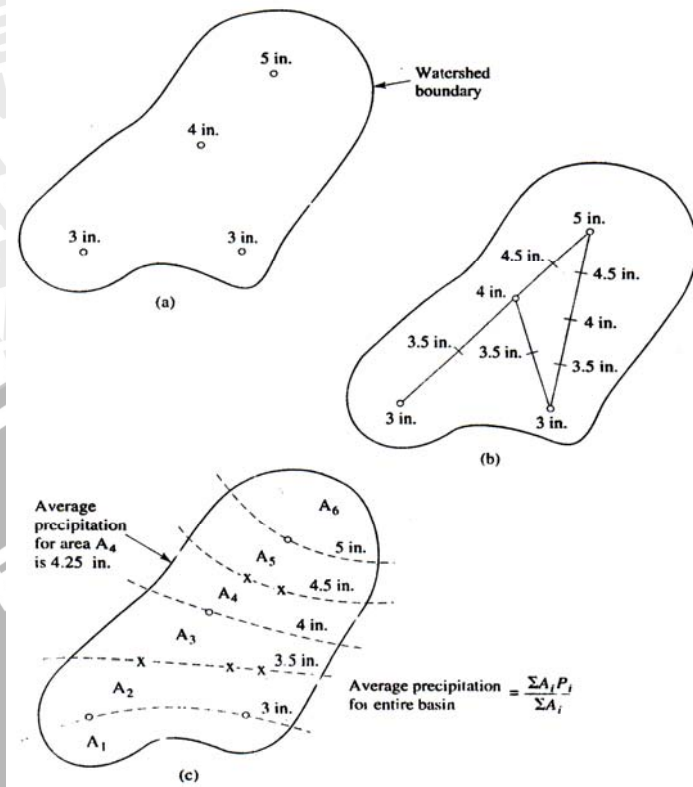 5 in.
Watershed
boundary
4 in.
3 in.
3 in.
(a)
5 in.
4.5 in.
4.5 in.
4 in.
4 in.
3.5 in.
3.5 in.
3.5 in.
3 in.
3 in.
(b)
Average
precipitation
for area A₄
is 4.25 in.
A₆
A₅
5 in.
A₄
4.5 in.
4 in.
A₃
3.5 in.
A₂
3 in.
A₁
(c)
Average precipitation = ΣAᵢPᵢ / ΣAᵢ
for entire basin